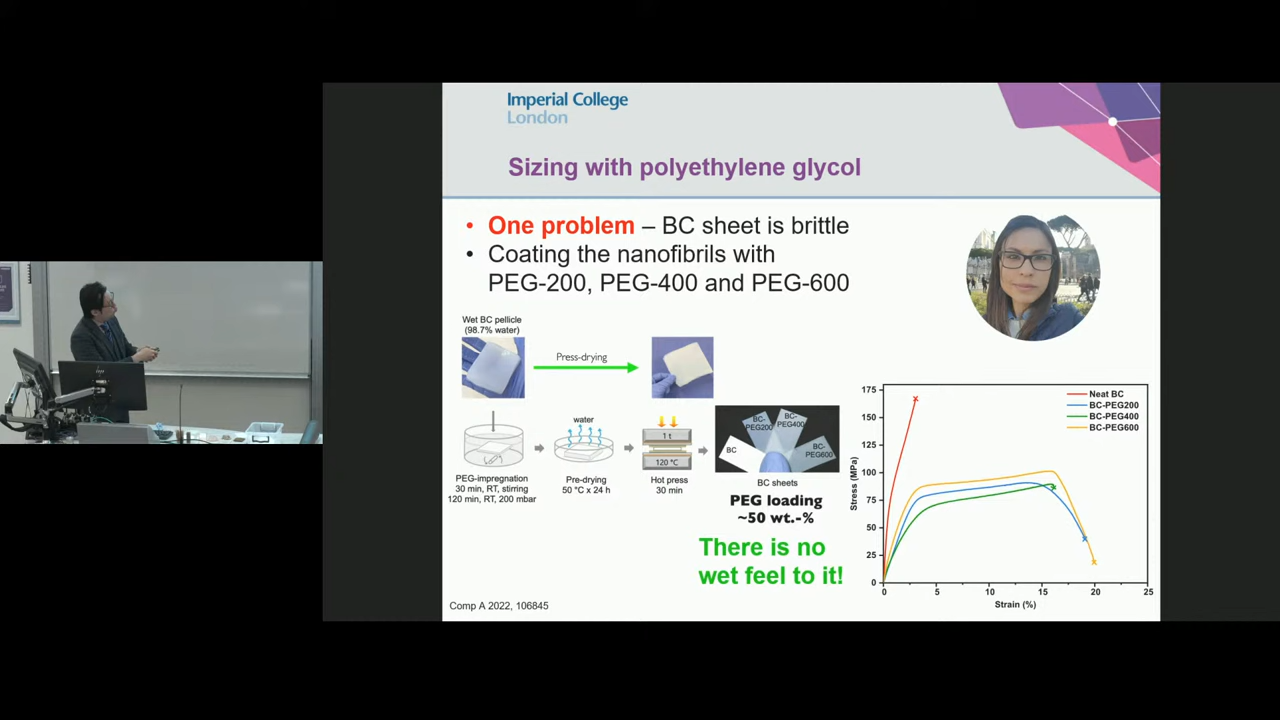 Imperial College
London
Sizing with polyethylene glycol
• One problem – BC sheet is brittle
• Coating the nanofibrils with
PEG-200, PEG-400 and PEG-600
Wet BC pellicle
(98.7% water)
Press-drying
water
1 t
120 °C
PEG-impregnation
30 min, RT, stirring
120 min, RT, 200 mbar
Pre-drying
50 °C x 24 h
Hot press
30 min
BC
BC-
PEG200
BC-
PEG400
BC-
PEG600
BC sheets
PEG loading
~50 wt.-%
There is no
wet feel to it!
Comp A 2022, 106845
Stress (MPa)
175
150
125
100
75
50
25
0
0 5 10 15 20 25
Strain (%)
Neat BC
BC-PEG200
BC-PEG400
BC-PEG600